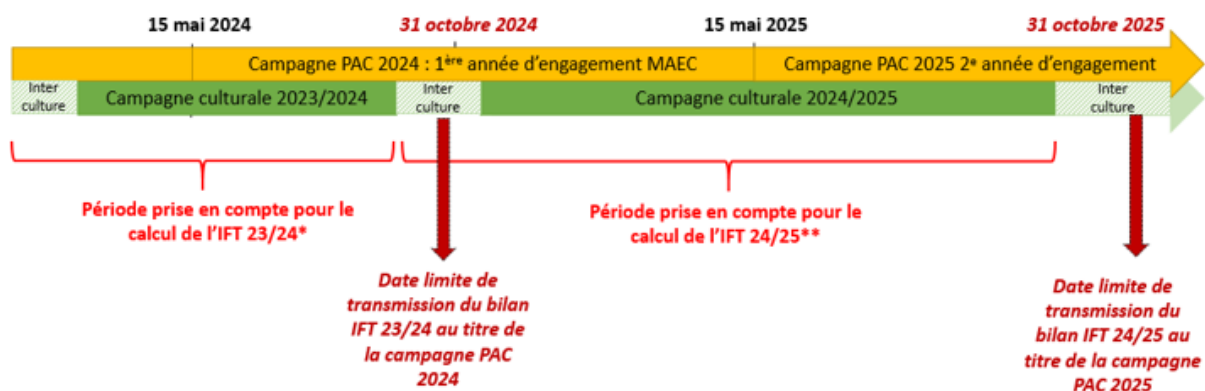 15 mai 2024
31 octobre 2024
15 mai 2025
31 octobre 2025
Campagne PAC 2024 : 1ère année d'engagement MAEC
Campagne PAC 2025 2e année d'engagement
Inter
culture
Campagne culturale 2023/2024
Inter
culture
Campagne culturale 2024/2025
Inter
culture
Période prise en compte pour le
calcul de l'IFT 23/24*
Période prise en compte pour le
calcul de l'IFT 24/25**
Date limite de
transmission du bilan
IFT 23/24 au titre de
la campagne PAC
2024
Date limite de
transmission du
bilan IFT 24/25 au
titre de la campagne
PAC 2025